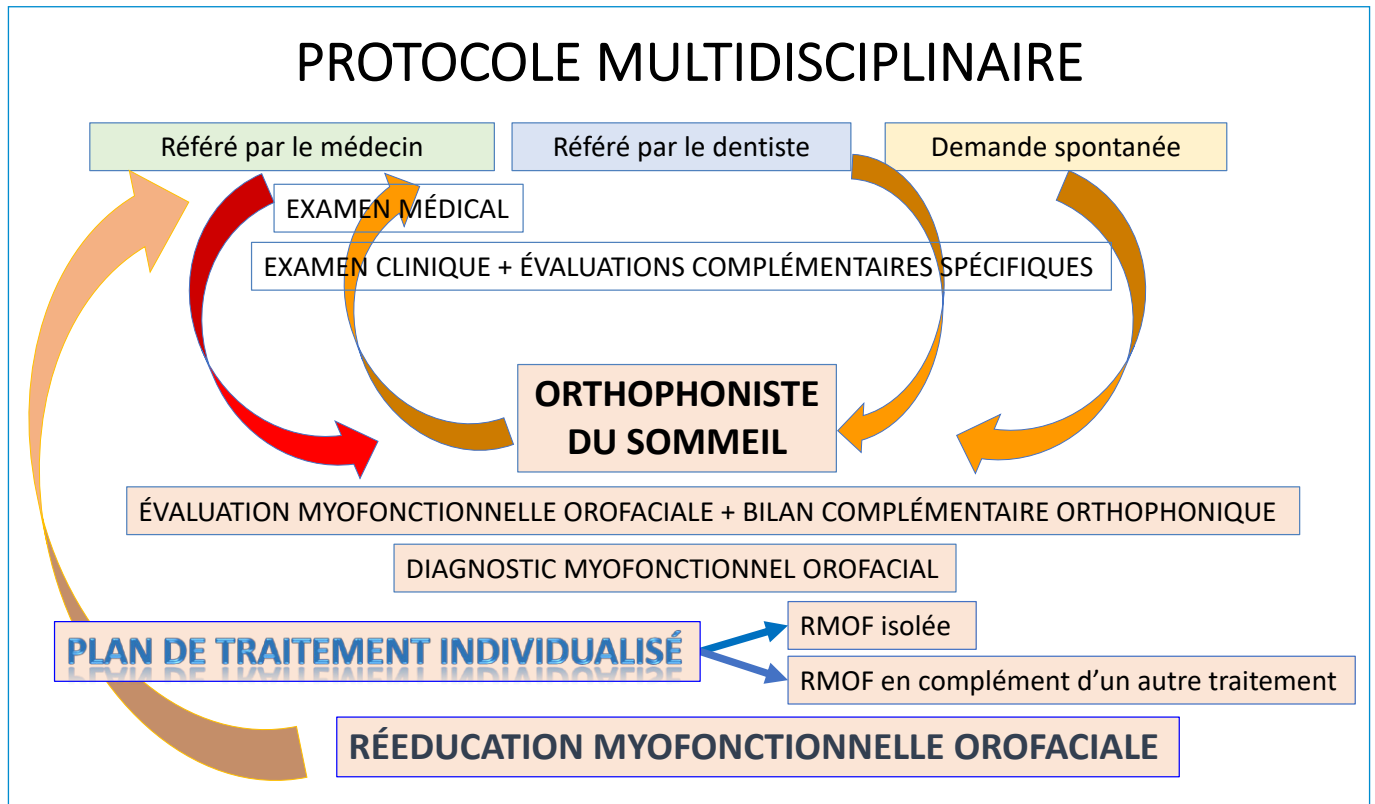 PROTOCOLE MULTIDISCIPLINAIRE
Référé par le médecin
Référé par le dentiste
Demande spontanée
EXAMEN MÉDICAL
EXAMEN CLINIQUE + ÉVALUATIONS COMPLÉMENTAIRES SPÉCIFIQUES
ORTHOPHONISTE
DU SOMMEIL
ÉVALUATION MYOFONCTIONNELLE OROFACIALE + BILAN COMPLÉMENTAIRE ORTHOPHONIQUE
DIAGNOSTIC MYOFONCTIONNEL OROFACIAL
PLAN DE TRAITEMENT INDIVIDUALISÉ
RMOF isolée
RMOF en complément d’un autre traitement
RÉEDUCATION MYOFONCTIONNELLE OROFACIALE